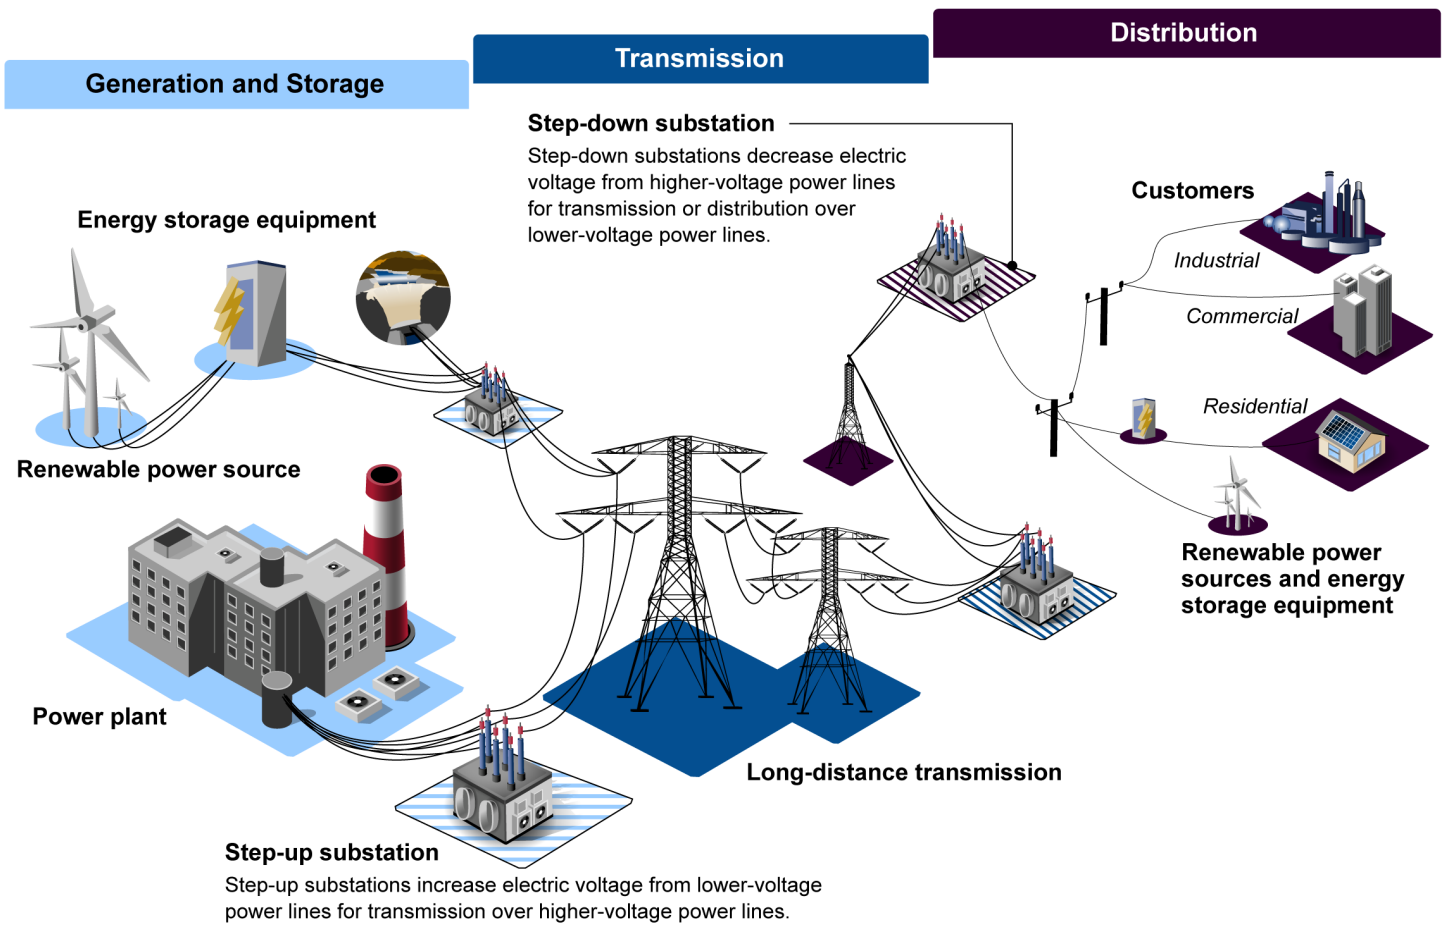 Generation and Storage
Transmission
Distribution
Step-down substation
Step-down substations decrease electric
voltage from higher-voltage power lines
for transmission or distribution over
lower-voltage power lines.
Energy storage equipment
Renewable power source
Power plant
Step-up substation
Step-up substations increase electric voltage from lower-voltage
power lines for transmission over higher-voltage power lines.
Long-distance transmission
Customers
Industrial
Commercial
Residential
Renewable power
sources and energy
storage equipment